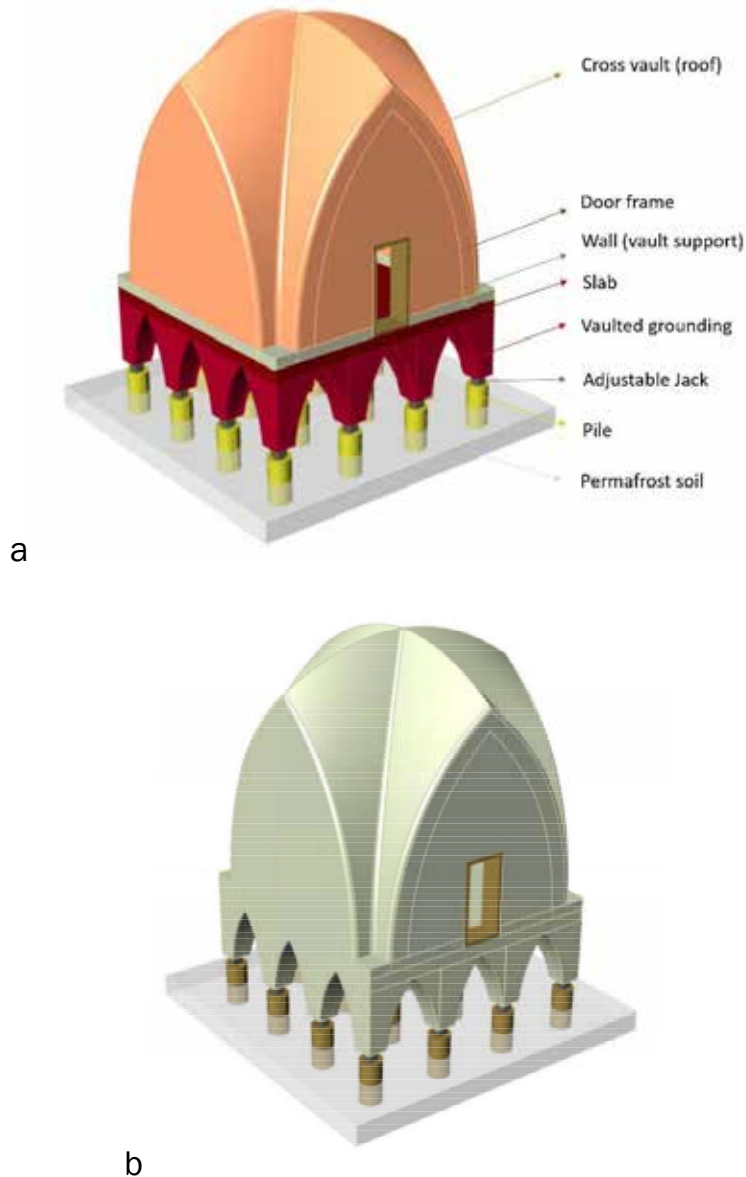 Cross vault (roof)
Door frame
Wall (vault support)
Slab
Vaulted grounding
Adjustable Jack
Pile
Permafrost soil
a
b